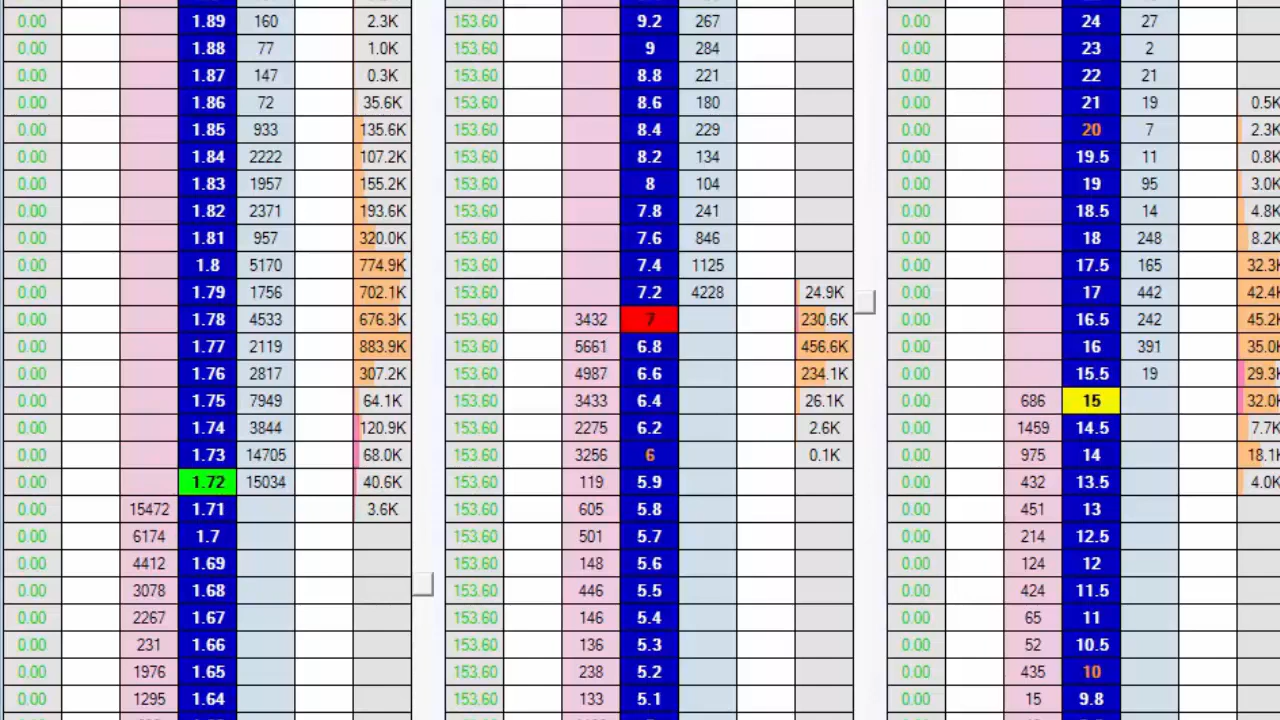 0.00 1.89 160 2.3K 153.60 9.2 267 0.00 24 27
0.00 1.88 77 1.0K 153.60 9 284 0.00 23 2
0.00 1.87 147 0.3K 153.60 8.8 221 0.00 22 21
0.00 1.86 72 35.6K 153.60 8.6 180 0.00 21 19 0.5K
0.00 1.85 933 135.6K 153.60 8.4 229 0.00 20 7 2.3K
0.00 1.84 2222 107.2K 153.60 8.2 134 0.00 19.5 11 0.8K
0.00 1.83 1957 155.2K 153.60 8 104 0.00 19 95 3.0K
0.00 1.82 2371 193.6K 153.60 7.8 241 0.00 18.5 14 4.8K
0.00 1.81 957 320.0K 153.60 7.6 846 0.00 18 248 8.2K
0.00 1.8 5170 774.9K 153.60 7.4 1125 0.00 17.5 165 32.3K
0.00 1.79 1756 702.1K 153.60 7.2 4228 24.9K 0.00 17 442 42.4K
0.00 1.78 4533 676.3K 153.60 3432 7 230.6K 0.00 16.5 242 45.2K
0.00 1.77 2119 883.9K 153.60 5661 6.8 456.6K 0.00 16 391 35.0K
0.00 1.76 2817 307.2K 153.60 4987 6.6 234.1K 0.00 15.5 19 29.3K
0.00 1.75 7949 64.1K 153.60 3433 6.4 26.1K 0.00 686 15 32.0K
0.00 1.74 3844 120.9K 153.60 2275 6.2 2.6K 0.00 1459 14.5 7.7K
0.00 1.73 14705 68.0K 153.60 3256 6 0.1K 0.00 975 14 18.1K
0.00 1.72 15034 40.6K 153.60 119 5.9 0.00 432 13.5 4.0K
0.00 15472 1.71 3.6K 153.60 605 5.8 0.00 451 13
0.00 6174 1.7 153.60 501 5.7 0.00 214 12.5
0.00 4412 1.69 153.60 148 5.6 0.00 124 12
0.00 3078 1.68 153.60 446 5.5 0.00 424 11.5
0.00 2267 1.67 153.60 146 5.4 0.00 65 11
0.00 231 1.66 153.60 136 5.3 0.00 52 10.5
0.00 1976 1.65 153.60 238 5.2 0.00 435 10
0.00 1295 1.64 153.60 133 5.1 0.00 15 9.8